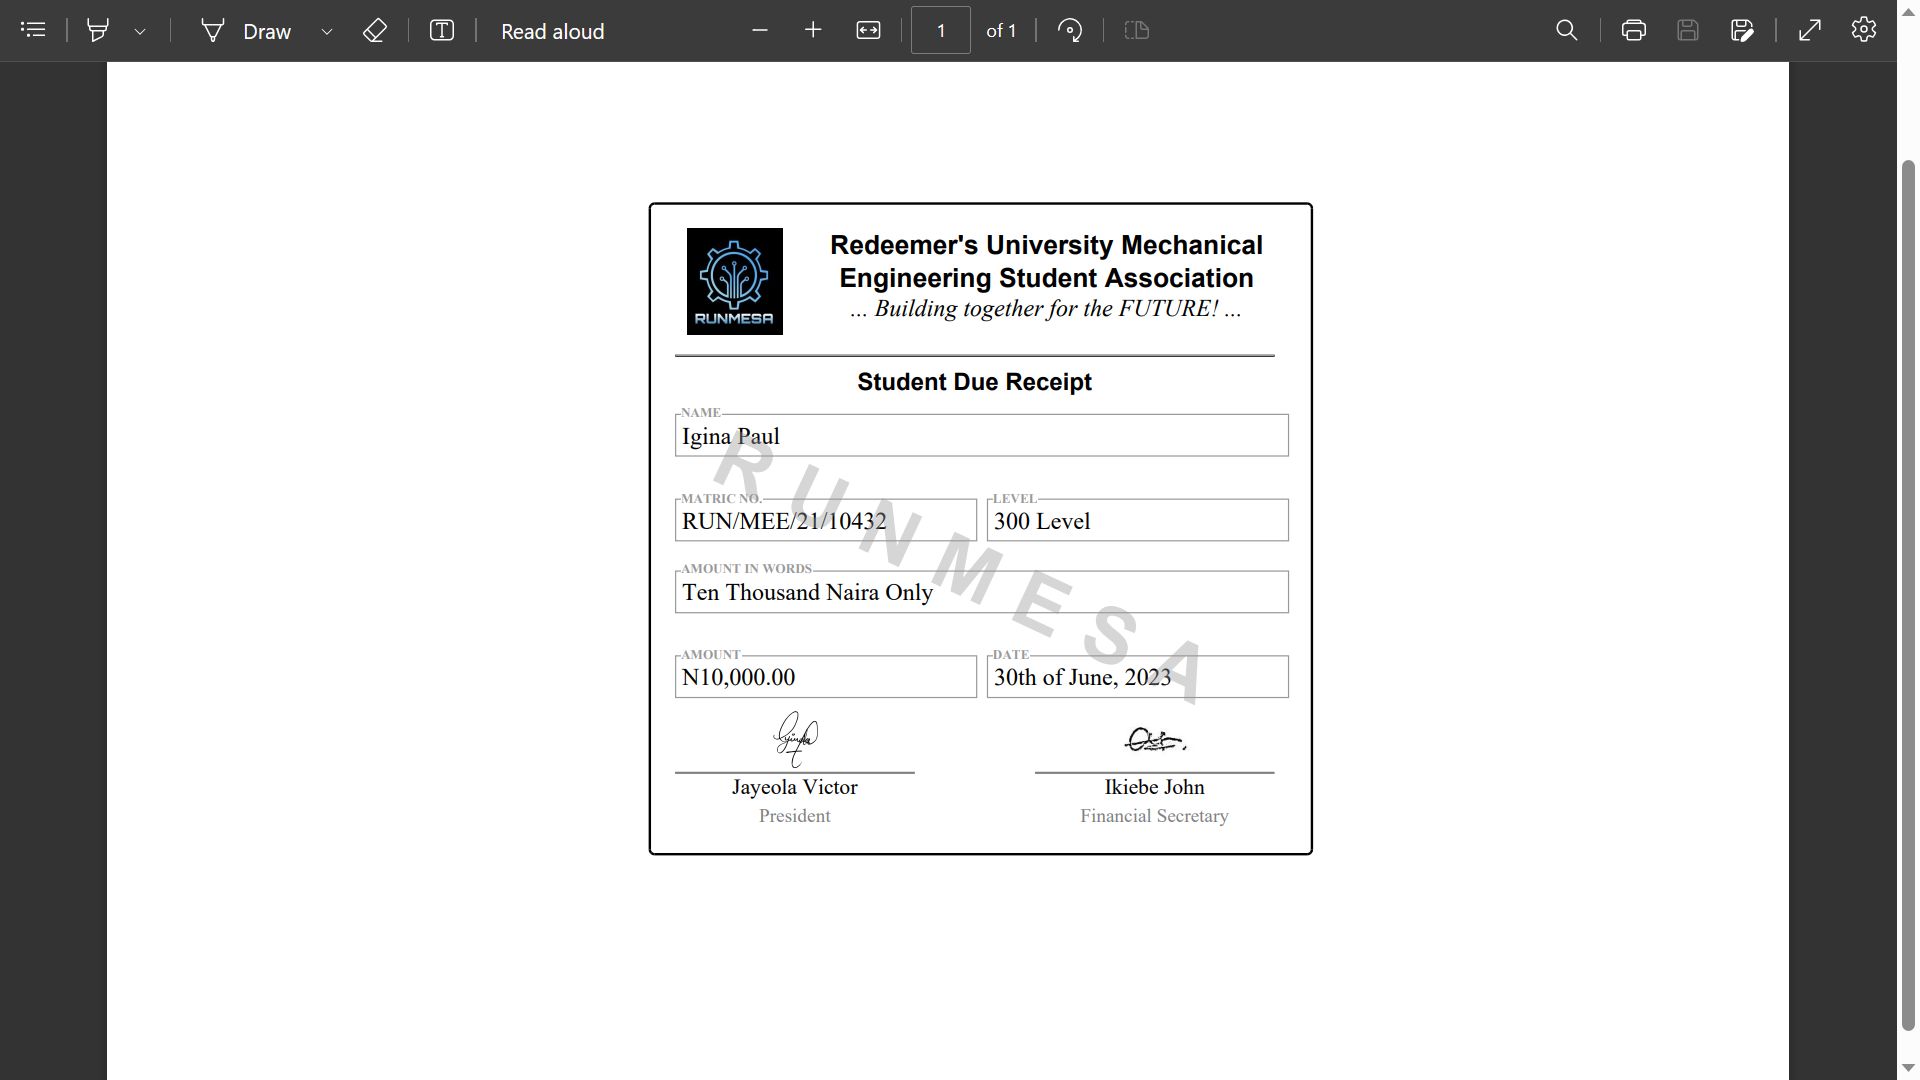 Draw
Read aloud
1
of 1
RUNMESA
Redeemer's University Mechanical
Engineering Student Association
... Building together for the FUTURE! ...
Student Due Receipt
NAME
Igina Paul
MATRIC NO.
RUN/MEE/21/10432
LEVEL
300 Level
AMOUNT IN WORDS
Ten Thousand Naira Only
AMOUNT
N10,000.00
DATE
30th of June, 2023
RUNMESA
Jayeola Victor
President
Ikiebe John
Financial Secretary